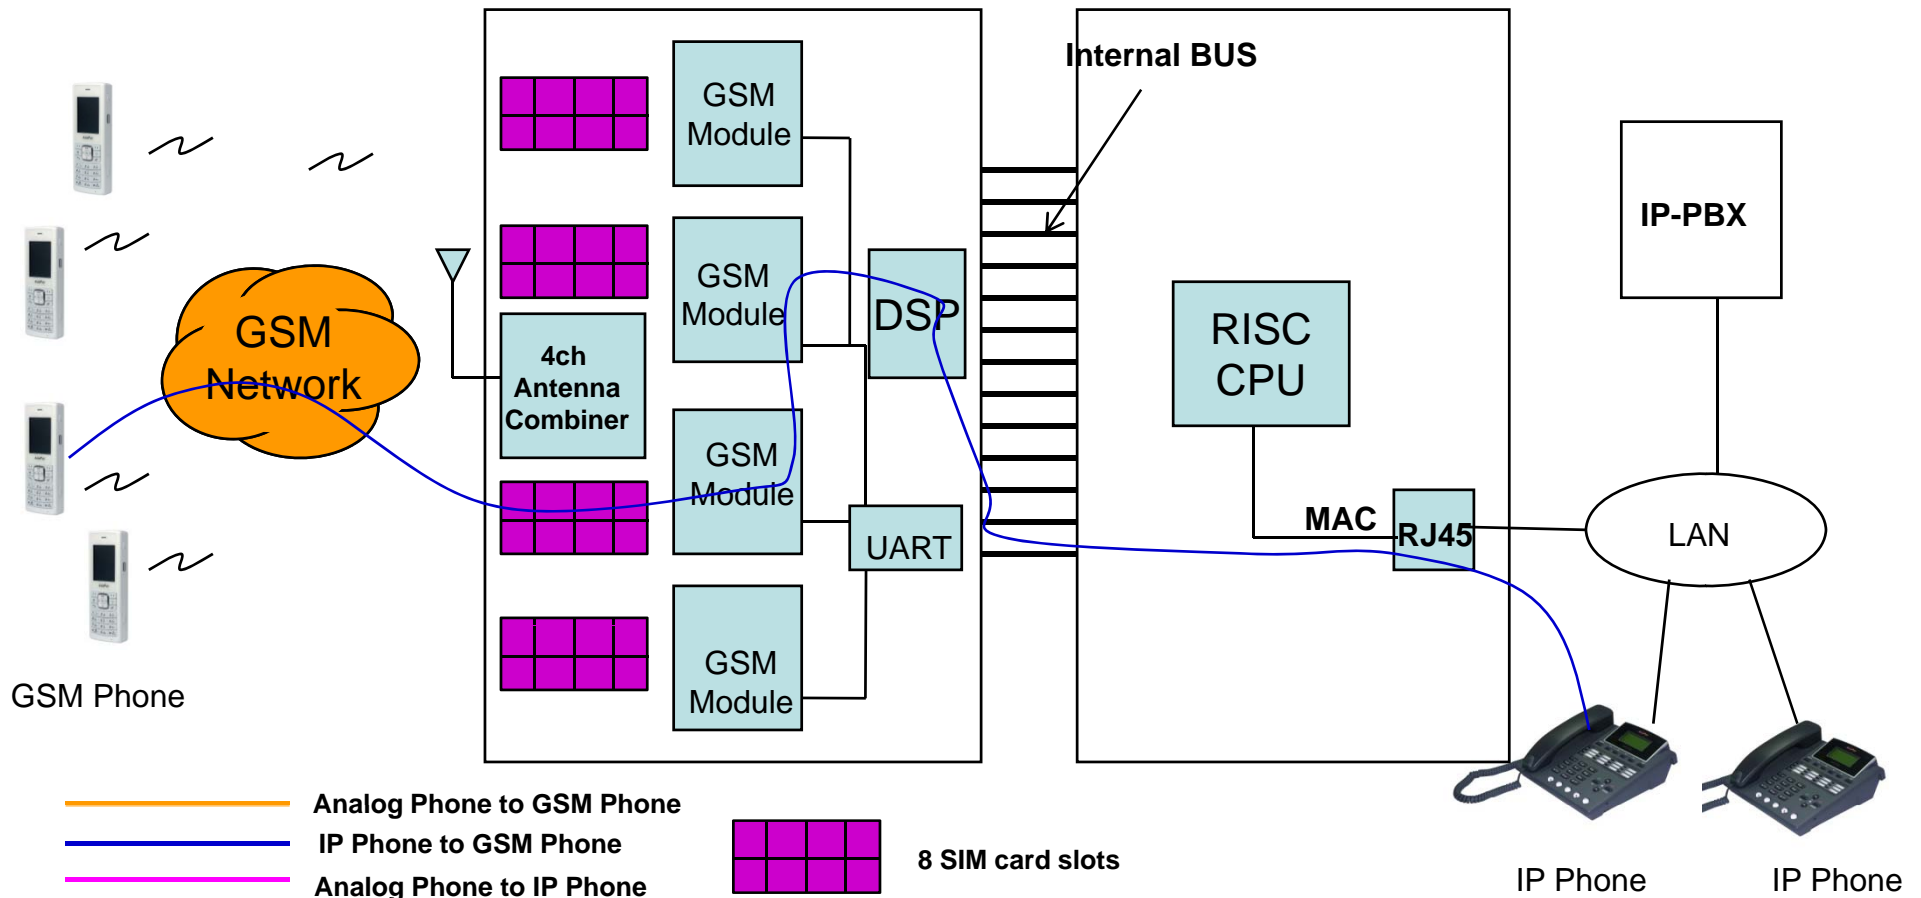 Internal BUS
GSM
Module
GSM
Module
GSM
Network
4ch
Antenna
Combiner
DSP
RISC
CPU
IP-PBX
GSM
Module
MAC
RJ45
LAN
UART
GSM
Module
GSM Phone
Analog Phone to GSM Phone
IP Phone to GSM Phone
Analog Phone to IP Phone
8 SIM card slots
IP Phone
IP Phone